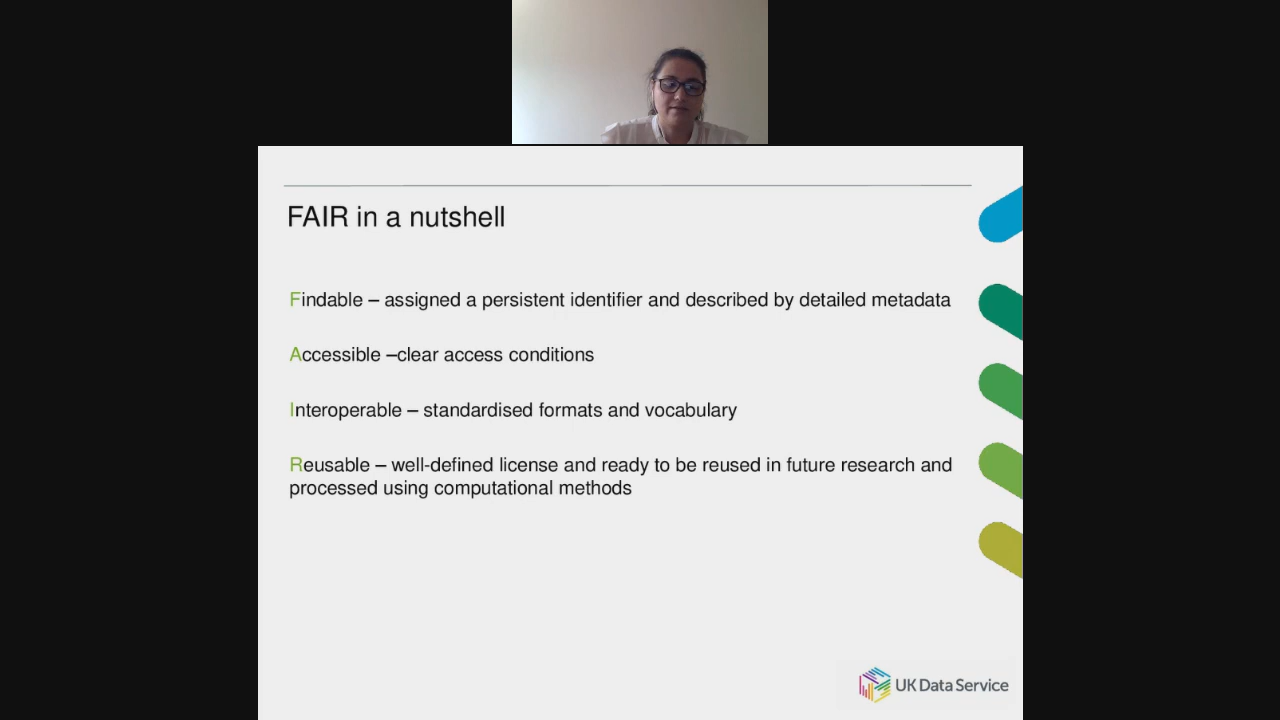 FAIR in a nutshell
Findable – assigned a persistent identifier and described by detailed metadata
Accessible –clear access conditions
Interoperable – standardised formats and vocabulary
Reusable – well-defined license and ready to be reused in future research and
processed using computational methods
UK Data Service